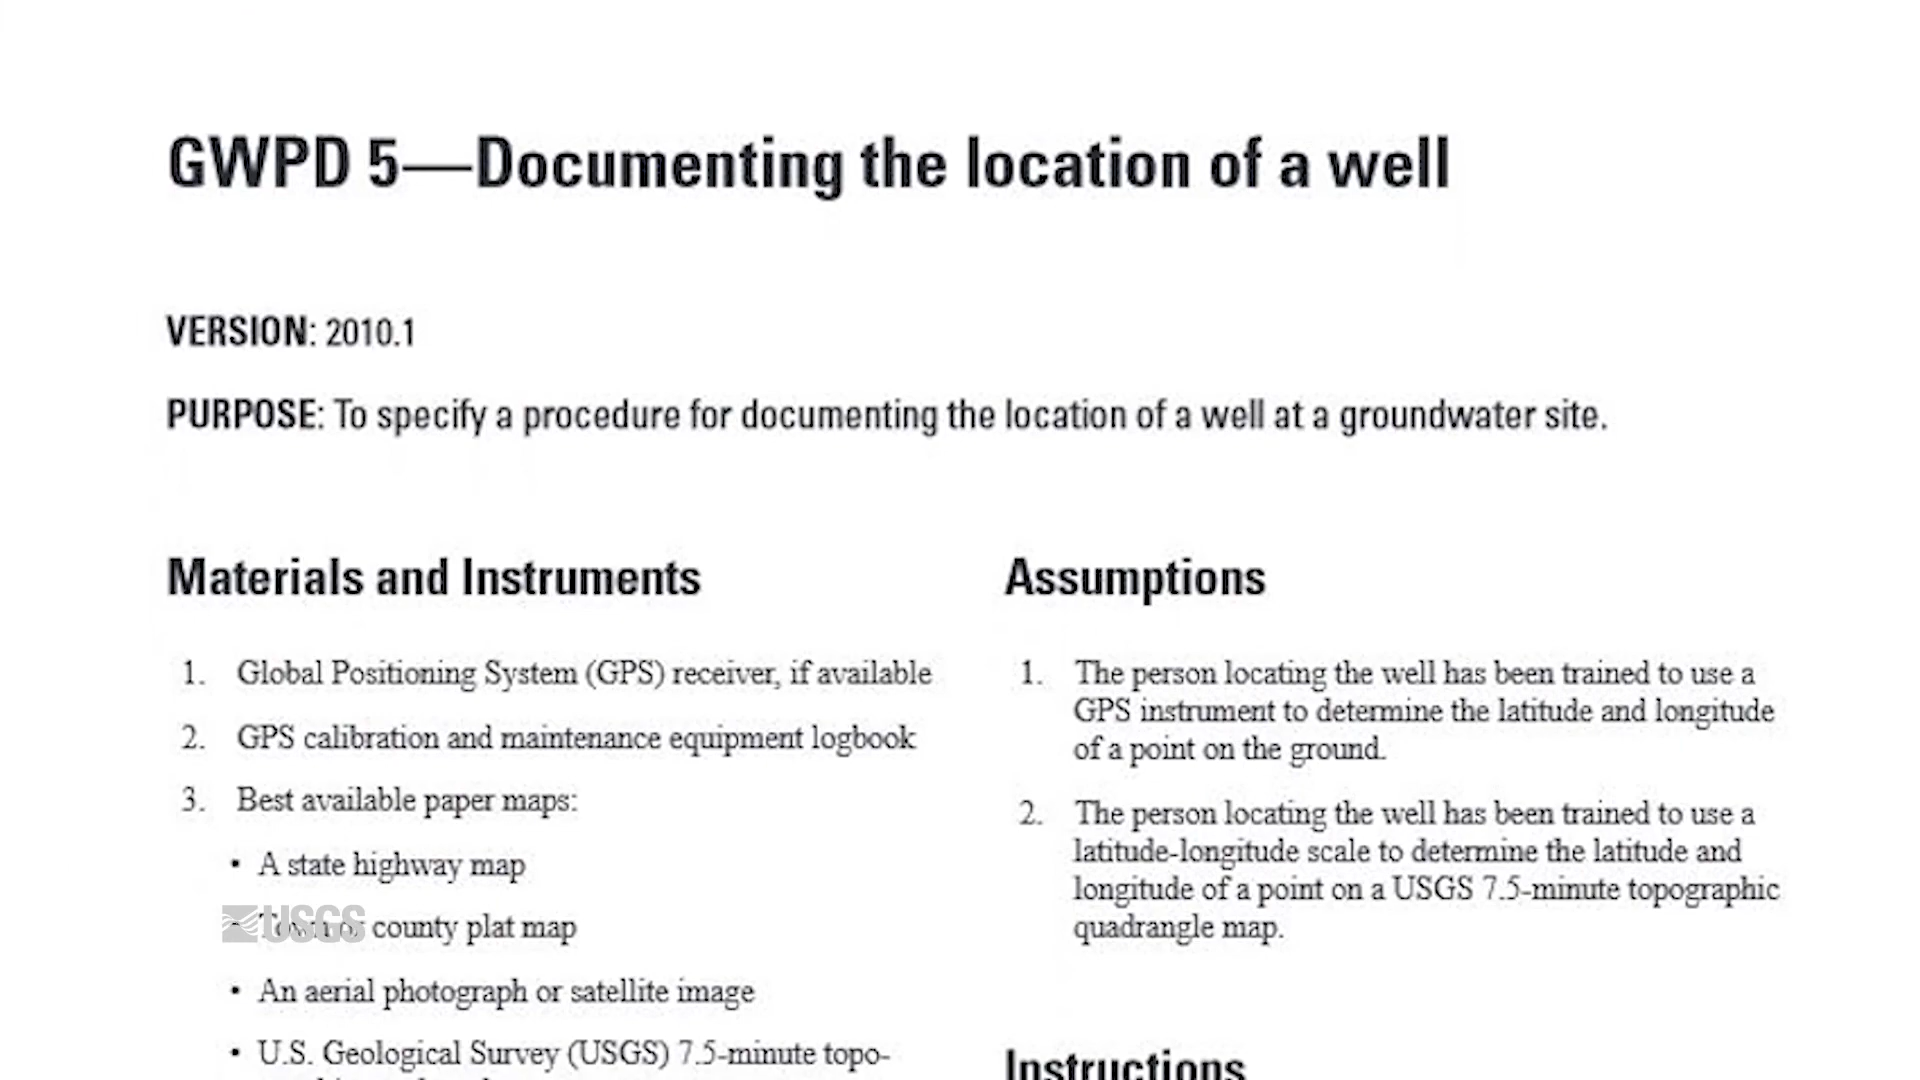 GWPD 5—Documenting the location of a well
VERSION: 2010.1
PURPOSE: To specify a procedure for documenting the location of a well at a groundwater site.
Materials and Instruments
1. Global Positioning System (GPS) receiver, if available
2. GPS calibration and maintenance equipment logbook
3. Best available paper maps:
• A state highway map
• Town or county plat map
USGS
• An aerial photograph or satellite image
• U.S. Geological Survey (USGS) 7.5-minute topo-
Assumptions
1. The person locating the well has been trained to use a
GPS instrument to determine the latitude and longitude
of a point on the ground.
2. The person locating the well has been trained to use a
latitude-longitude scale to determine the latitude and
longitude of a point on a USGS 7.5-minute topographic
quadrangle map.
Instructions